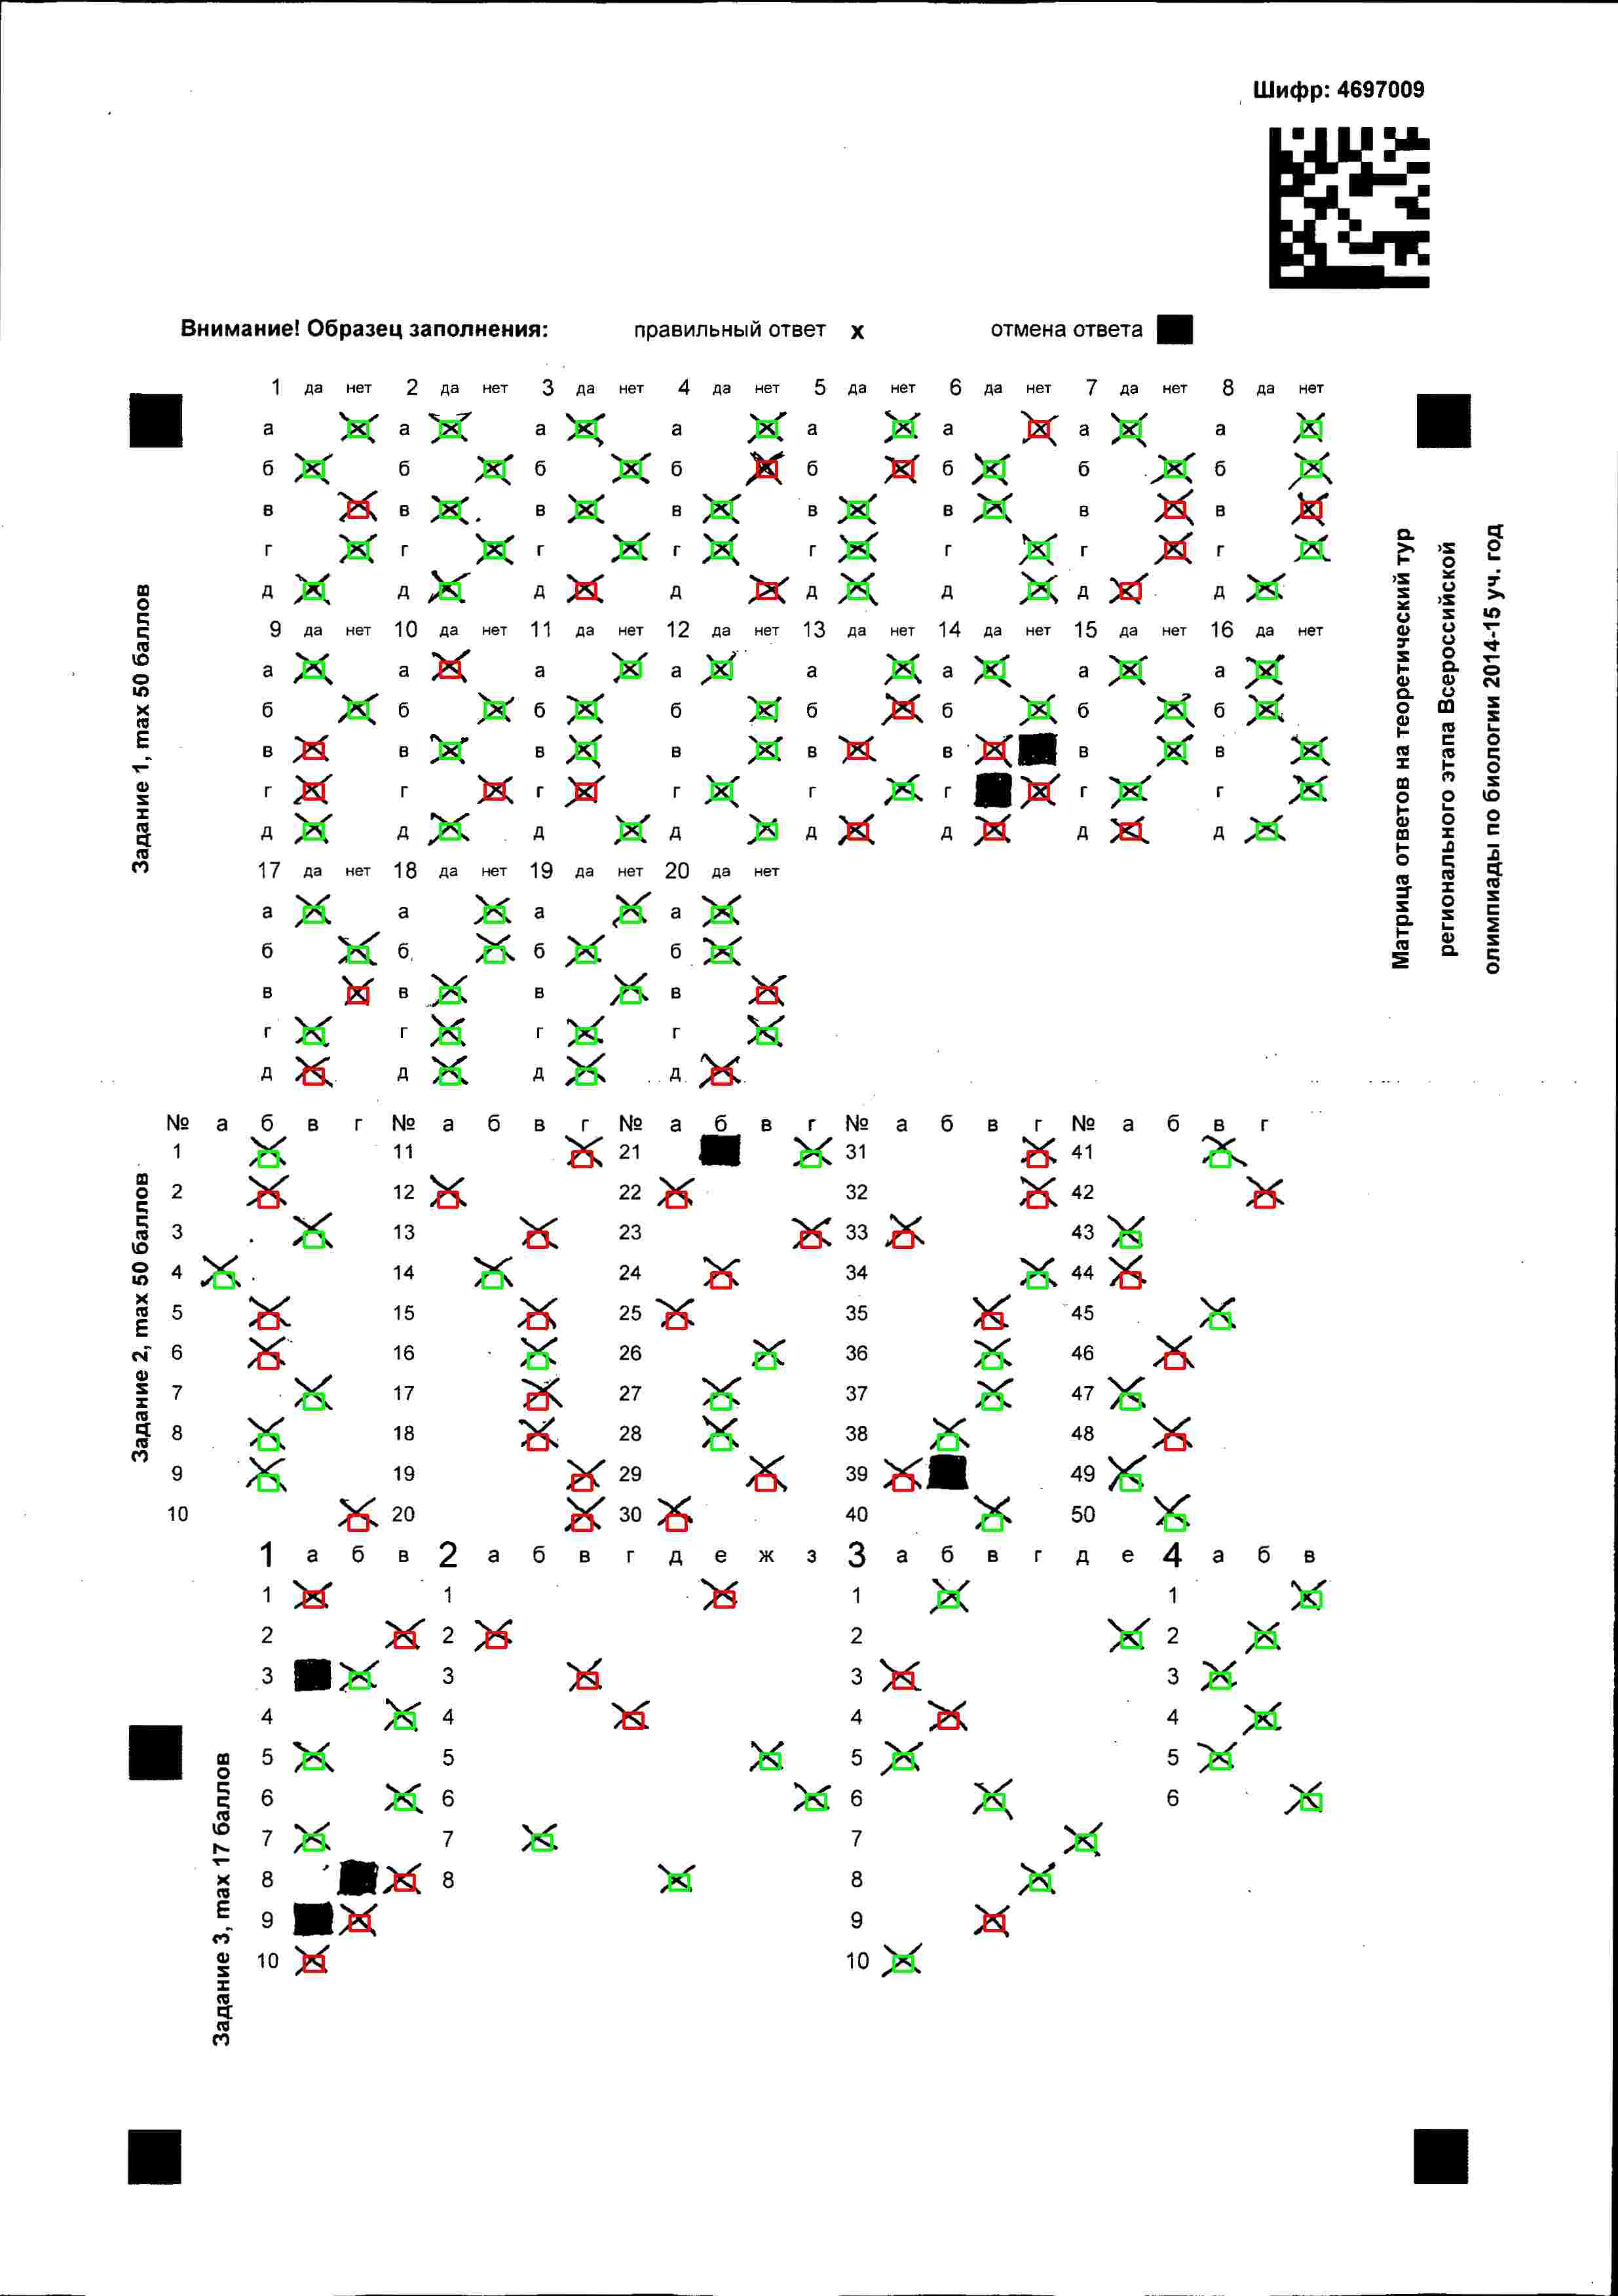 Шифр: 4697009
Внимание! Образец заполнения: правильный ответ х отмена ответа
Матрица ответов на теоретический тур
регионального этапа Всероссийской
олимпиады по биологии 2014-15 уч. год
Задание 1, max 50 баллов
1 да нет 2 да нет 3 да нет 4 да нет 5 да нет 6 да нет 7 да нет 8 да нет
а а а а а а а а
б б б б б б б б
в в в в в в в в
г г г г г г г г
д д д д д д д д
9 да нет 10 да нет 11 да нет 12 да нет 13 да нет 14 да нет 15 да нет 16 да нет
а а а а а а а а
б б б б б б б б
в в в в в в в в
г г г г г г г г
д д д д д д д д
17 да нет 18 да нет 19 да нет 20 да нет
а а а а
б б б б
в в в в
г г г г
д д д д
Задание 2, max 50 баллов
№ а б в г № а б в г № а б в г № а б в г № а б в г
1 11 21 31 41
2 12 22 32 42
3 13 23 33 43
4 14 24 34 44
5 15 25 35 45
6 16 26 36 46
7 17 27 37 47
8 18 28 38 48
9 19 29 39 49
10 20 30 40 50
Задание 3, max 17 баллов
1 а б в 2 а б в г д е ж з 3 а б в г д е 4 а б в
1 1 1 1
2 2 2 2
3 3 3 3
4 4 4 4
5 5 5 5
6 6 6 6
7 7 7
8 8 8
9 9
10 10